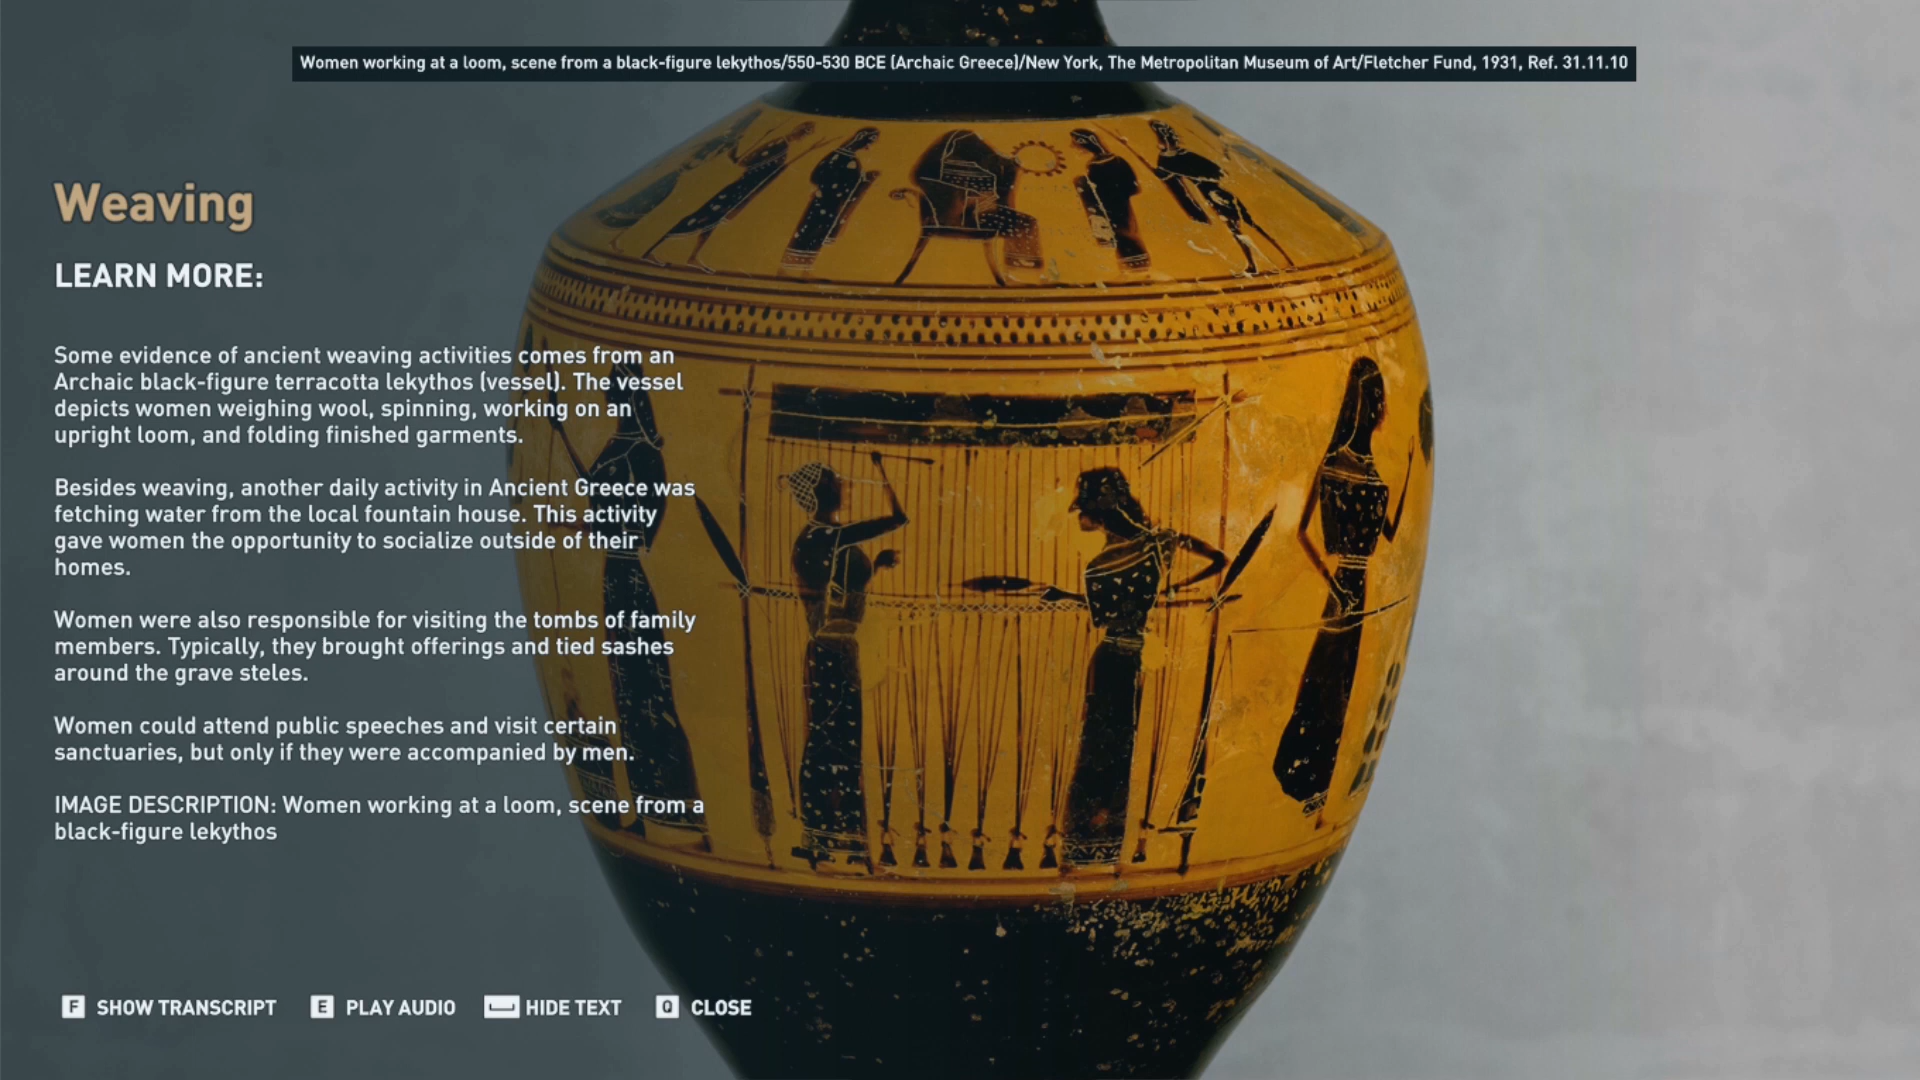 Women working at a loom, scene from a black-figure lekythos/550-530 BCE (Archaic Greece)/New York, The Metropolitan Museum of Art/Fletcher Fund, 1931, Ref. 31.11.10
Weaving
LEARN MORE:
Some evidence of ancient weaving activities comes from an
Archaic black-figure terracotta lekythos (vessel). The vessel
depicts women weighing wool, spinning, working on an
upright loom, and folding finished garments.
Besides weaving, another daily activity in Ancient Greece was
fetching water from the local fountain house. This activity
gave women the opportunity to socialize outside of their
homes.
Women were also responsible for visiting the tombs of family
members. Typically, they brought offerings and tied sashes
around the grave steles.
Women could attend public speeches and visit certain
sanctuaries, but only if they were accompanied by men.
IMAGE DESCRIPTION: Women working at a loom, scene from a
black-figure lekythos
F SHOW TRANSCRIPT E PLAY AUDIO HIDE TEXT Q CLOSE